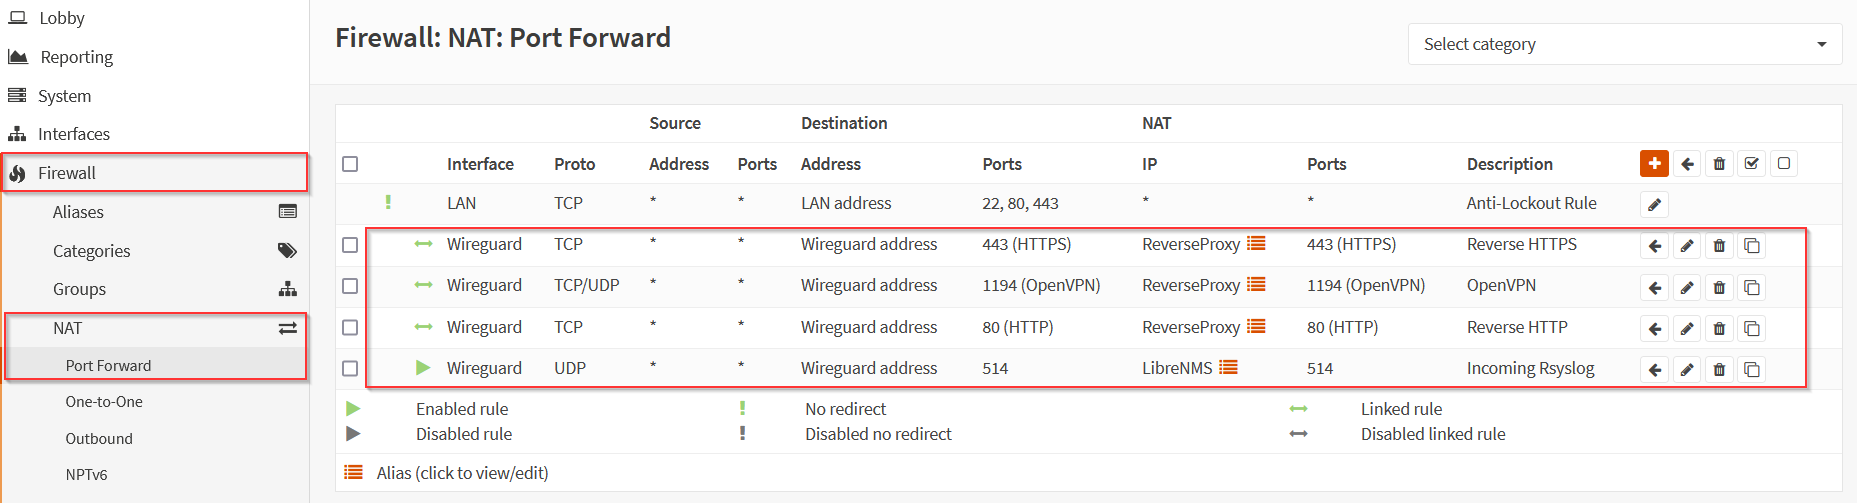 Lobby
Reporting
System
Interfaces
Firewall
Aliases
Categories
Groups
NAT
Port Forward
One-to-One
Outbound
NPTv6
Firewall: NAT: Port Forward
Select category
Source Destination NAT
Interface Proto Address Ports Address Ports IP Ports Description
LAN TCP * * LAN address 22, 80, 443 * * Anti-Lockout Rule
Wireguard TCP * * Wireguard address 443 (HTTPS) ReverseProxy 443 (HTTPS) Reverse HTTPS
Wireguard TCP/UDP * * Wireguard address 1194 (OpenVPN) ReverseProxy 1194 (OpenVPN) OpenVPN
Wireguard TCP * * Wireguard address 80 (HTTP) ReverseProxy 80 (HTTP) Reverse HTTP
Wireguard UDP * * Wireguard address 514 LibreNMS 514 Incoming Rsyslog
Enabled rule No redirect Linked rule
Disabled rule Disabled no redirect Disabled linked rule
Alias (click to view/edit)